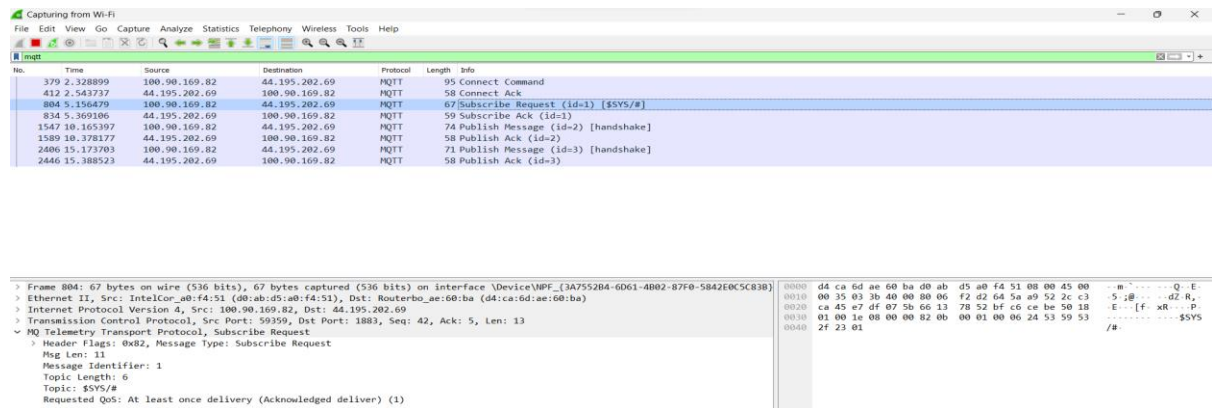 Capturing from Wi-Fi
File Edit View Go Capture Analyze Statistics Telephony Wireless Tools Help
mqtt
No. Time Source Destination Protocol Length Info
379 2.328899 100.90.169.82 44.195.202.69 MQTT 95 Connect Command
412 2.543737 44.195.202.69 100.90.169.82 MQTT 58 Connect Ack
804 5.156479 100.90.169.82 44.195.202.69 MQTT 67 Subscribe Request (id=1) [$SYS/#]
834 5.369106 44.195.202.69 100.90.169.82 MQTT 59 Subscribe Ack (id=1)
1547 10.165397 100.90.169.82 44.195.202.69 MQTT 74 Publish Message (id=2) [handshake]
1589 10.378177 44.195.202.69 100.90.169.82 MQTT 58 Publish Ack (id=2)
2406 15.173703 100.90.169.82 44.195.202.69 MQTT 71 Publish Message (id=3) [handshake]
2446 15.388523 44.195.202.69 100.90.169.82 MQTT 58 Publish Ack (id=3)
> Frame 804: 67 bytes on wire (536 bits), 67 bytes captured (536 bits) on interface \Device\NPF_{3A7552B4-6D61-4B02-87F0-5842E0C5C83B}
> Ethernet II, Src: IntelCor_a0:f4:51 (d0:ab:d5:a0:f4:51), Dst: Routerbo_ae:60:ba (d4:ca:6d:ae:60:ba)
> Internet Protocol Version 4, Src: 100.90.169.82, Dst: 44.195.202.69
> Transmission Control Protocol, Src Port: 59359, Dst Port: 1883, Seq: 42, Ack: 5, Len: 13
MQ Telemetry Transport Protocol, Subscribe Request
> Header Flags: 0x82, Message Type: Subscribe Request
Msg Len: 11
Message Identifier: 1
Topic Length: 6
Topic: $SYS/#
Requested QoS: At least once delivery (Acknowledged deliver) (1)
0000 d4 ca 6d ae 60 ba d0 ab d5 a0 f4 51 08 00 45 00 ··m·`··· ···Q··E·
0010 00 35 03 3b 40 00 80 06 f2 d2 64 5a a9 52 2c c3 ·5·;@··· ··dZ·R,·
0020 ca 45 e7 df 07 5b 66 13 78 52 bf c6 ce be 50 18 ·E···[f· xR····P·
0030 01 00 1e 08 00 00 82 0b 00 01 00 06 24 53 59 53 ········ ····$SYS
0040 2f 23 01 /#·